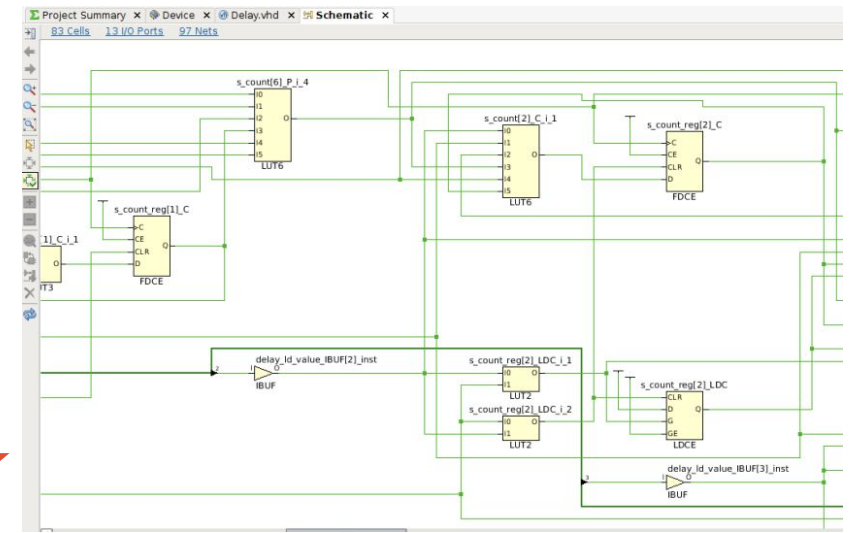 Project Summary × Device × Delay.vhd × Schematic ×
83 Cells 13 I/O Ports 97 Nets
s_count[6]_P_i_4
I0
I1
I2 O
I3
I4
I5
LUT6
s_count[2]_C_i_1
I0
I1
I2 O
I3
I4
I5
LUT6
s_count_reg[2]_C
C
CE
CLR Q
D
FDCE
s_count_reg[1]_C
C
CE
CLR Q
D
FDCE
1]_C_i_1
O
JT3
delay_ld_value_IBUF[2]_inst
2 I O
IBUF
s_count_reg[2]_LDC_i_1
I0 O
I1
LUT2
s_count_reg[2]_LDC_i_2
I0 O
I1
LUT2
s_count_reg[2]_LDC
CLR
D Q
G
GE
LDCE
delay_ld_value_IBUF[3]_inst
3 I O
IBUF